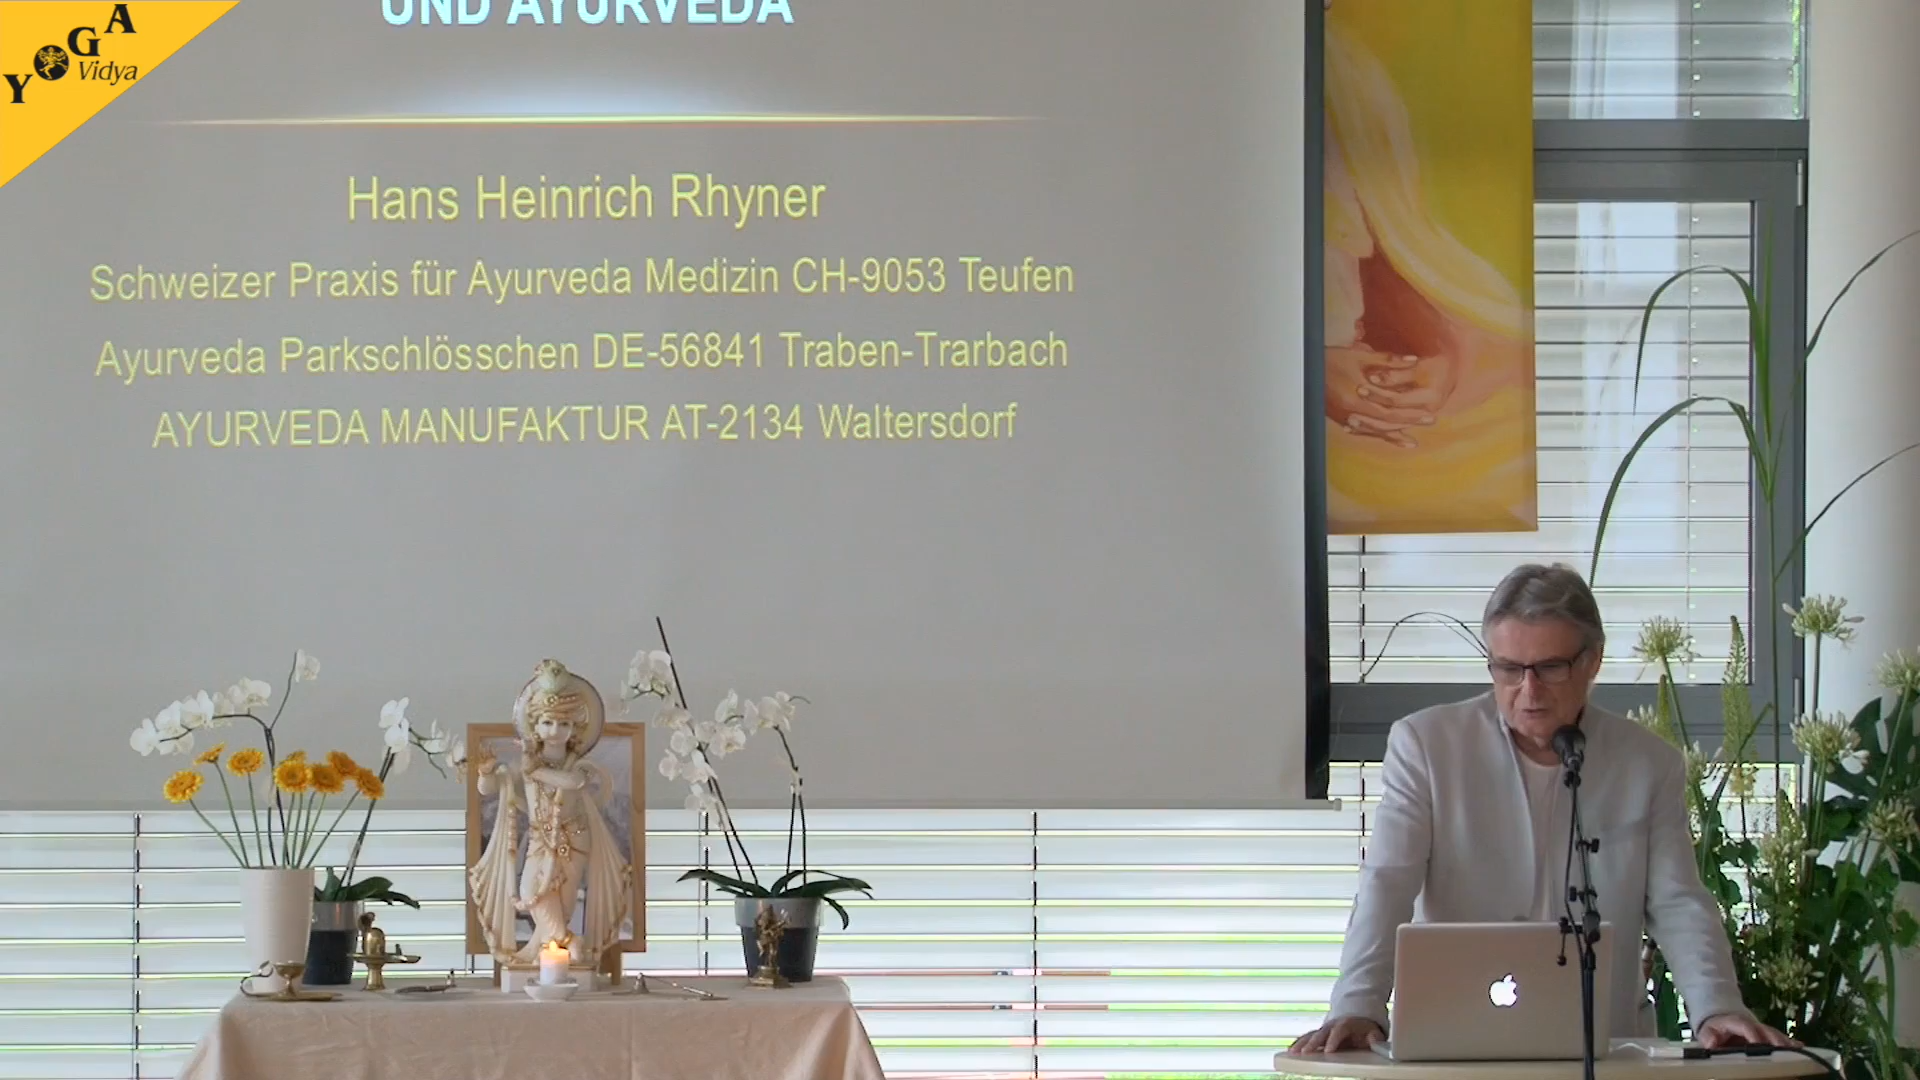 YOGA
Vidya
UND AYURVEDA
Hans Heinrich Rhyner
Schweizer Praxis für Ayurveda Medizin CH-9053 Teufen
Ayurveda Parkschlösschen DE-56841 Traben-Trarbach
AYURVEDA MANUFAKTUR AT-2134 Waltersdorf